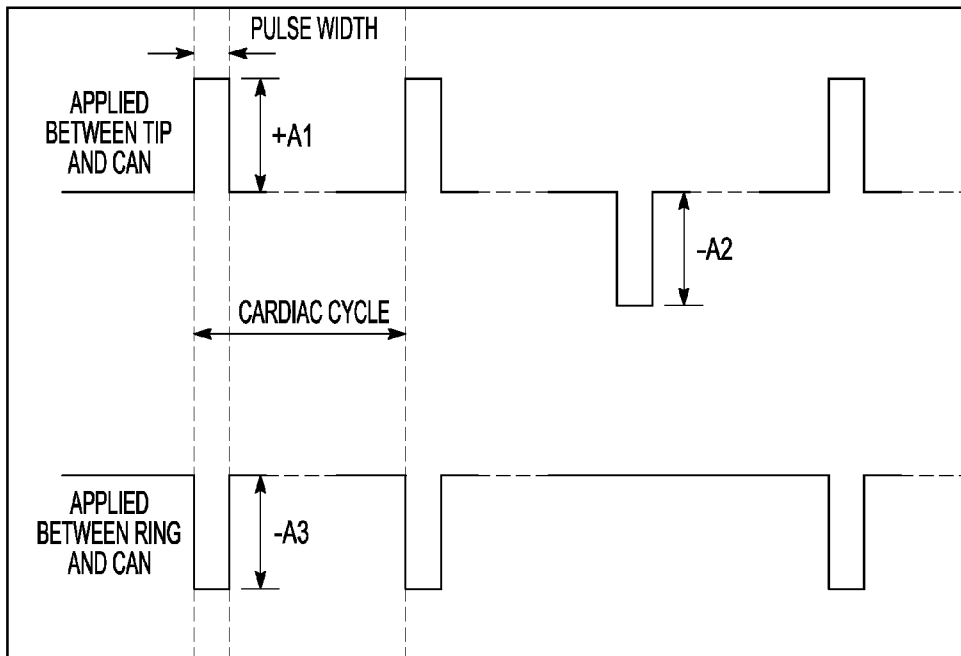 PULSE WIDTH
APPLIED
BETWEEN TIP
AND CAN
+A1
-A2
CARDIAC CYCLE
APPLIED
BETWEEN RING
AND CAN
-A3